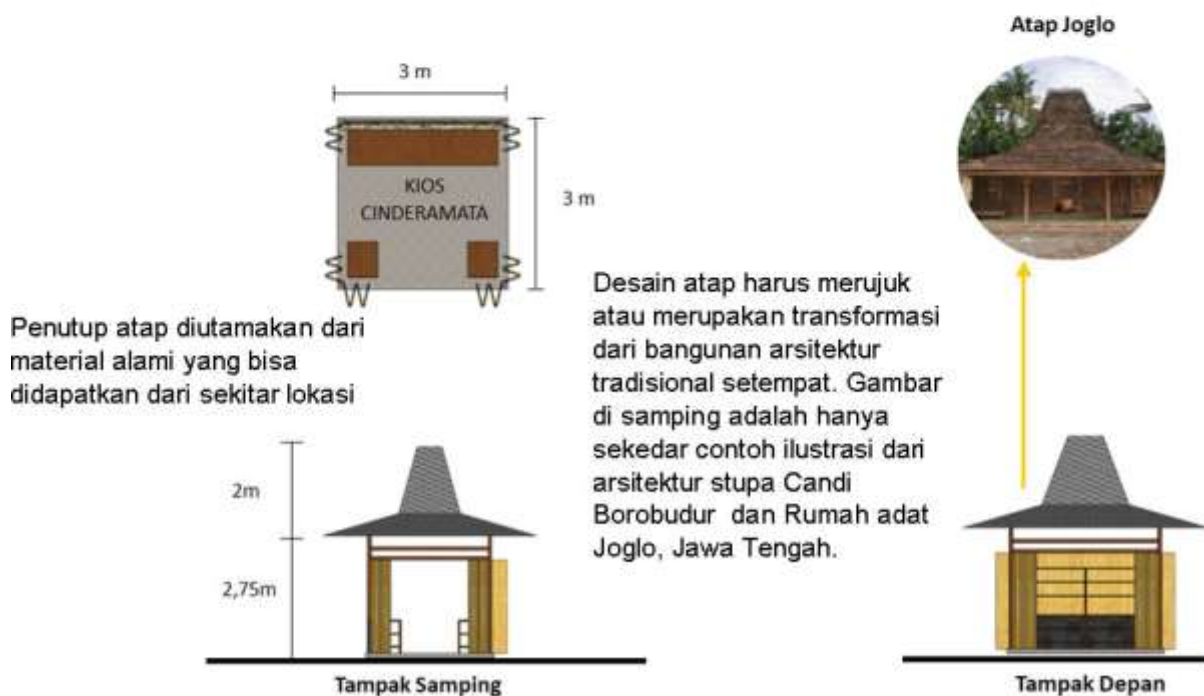 Atap Joglo
3 m
KIOS
CINDERAMATA
3 m
Penutup atap diutamakan dari
material alami yang bisa
didapatkan dari sekitar lokasi
Desain atap harus merujuk
atau merupakan transformasi
dari bangunan arsitektur
tradisional setempat. Gambar
di samping adalah hanya
sekedar contoh ilustrasi dari
arsitektur stupa Candi
Borobudur dan Rumah adat
Joglo, Jawa Tengah.
2m
2,75m
Tampak Samping
Tampak Depan